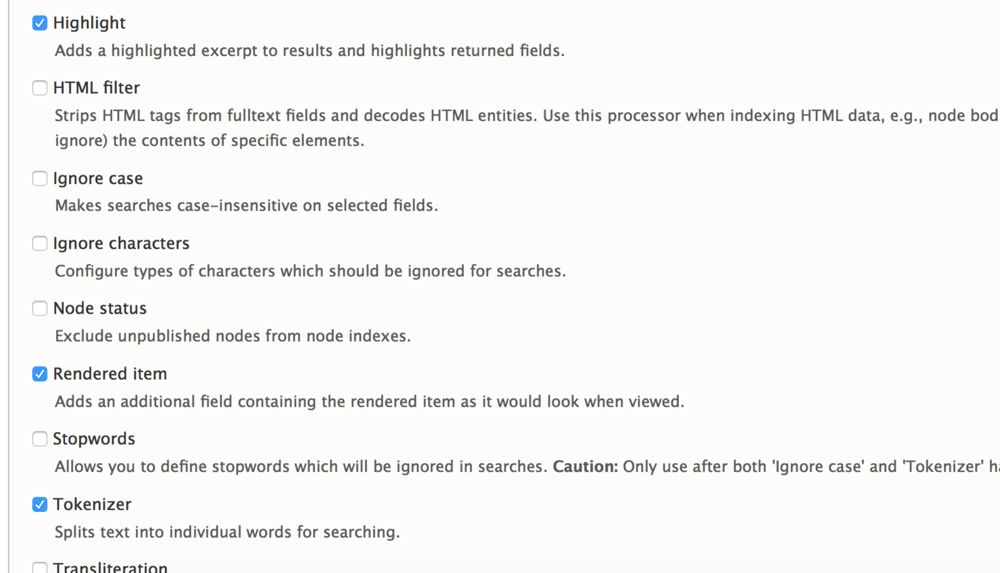 Highlight
Adds a highlighted excerpt to results and highlights returned fields.
HTML filter
Strips HTML tags from fulltext fields and decodes HTML entities. Use this processor when indexing HTML data, e.g., node bod
ignore) the contents of specific elements.
Ignore case
Makes searches case-insensitive on selected fields.
Ignore characters
Configure types of characters which should be ignored for searches.
Node status
Exclude unpublished nodes from node indexes.
Rendered item
Adds an additional field containing the rendered item as it would look when viewed.
Stopwords
Allows you to define stopwords which will be ignored in searches. Caution: Only use after both 'Ignore case' and 'Tokenizer' ha
Tokenizer
Splits text into individual words for searching.
Transliteration